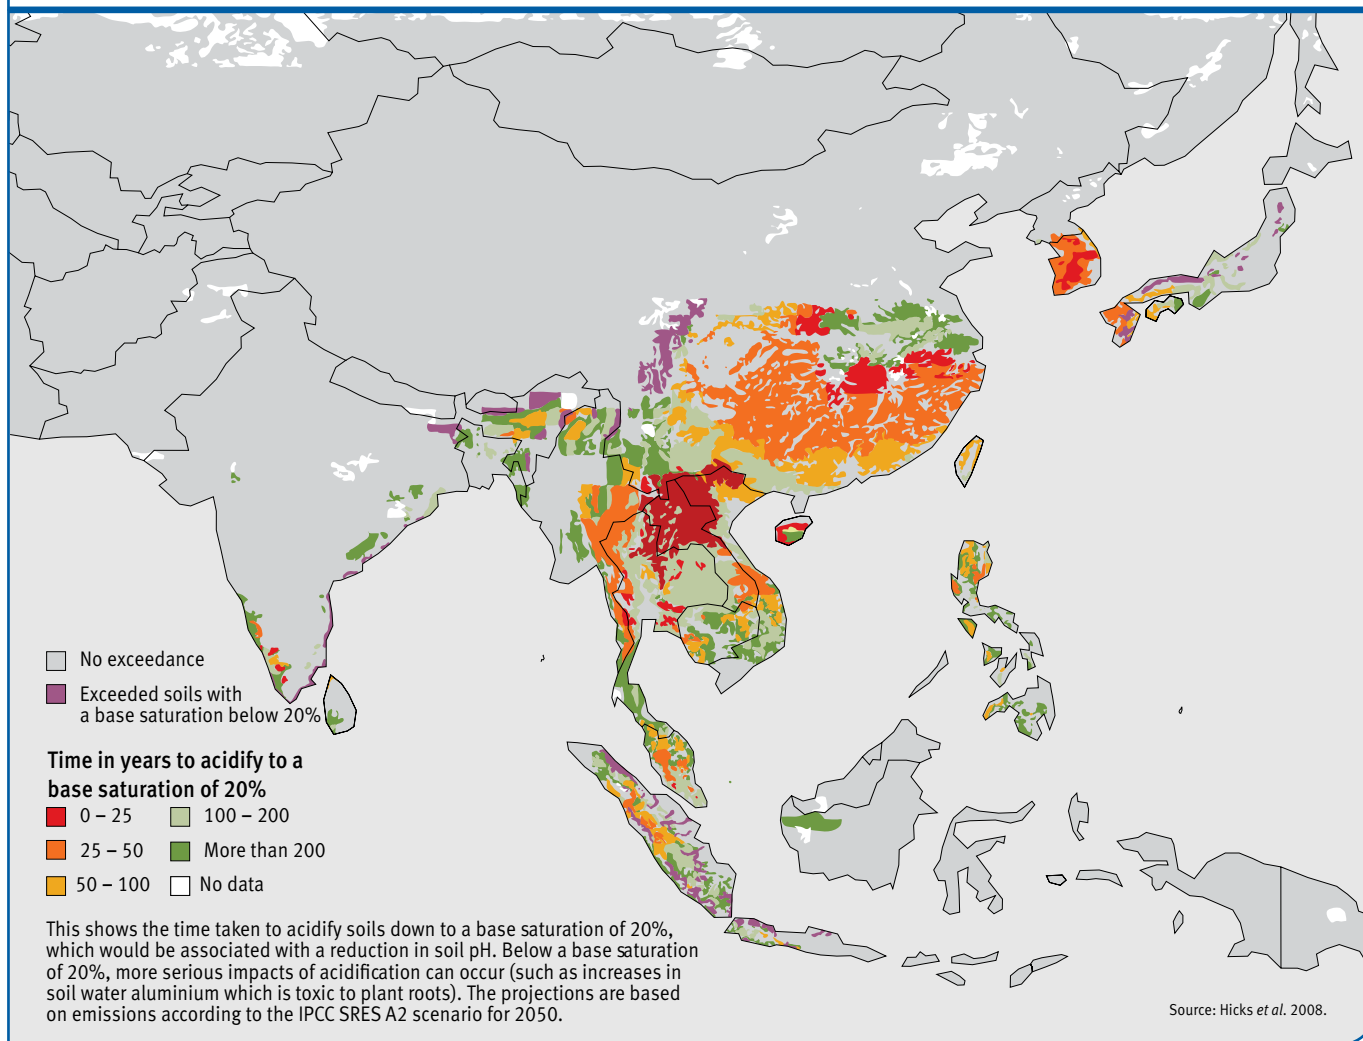 No exceedance
Exceeded soils with
a base saturation below 20%
Time in years to acidify to a
base saturation of 20%
0 – 25
100 – 200
25 – 50
More than 200
50 – 100
No data
This shows the time taken to acidify soils down to a base saturation of 20%,
which would be associated with a reduction in soil pH. Below a base saturation
of 20%, more serious impacts of acidification can occur (such as increases in
soil water aluminium which is toxic to plant roots). The projections are based
on emissions according to the IPCC SRES A2 scenario for 2050.
Source: Hicks et al. 2008.